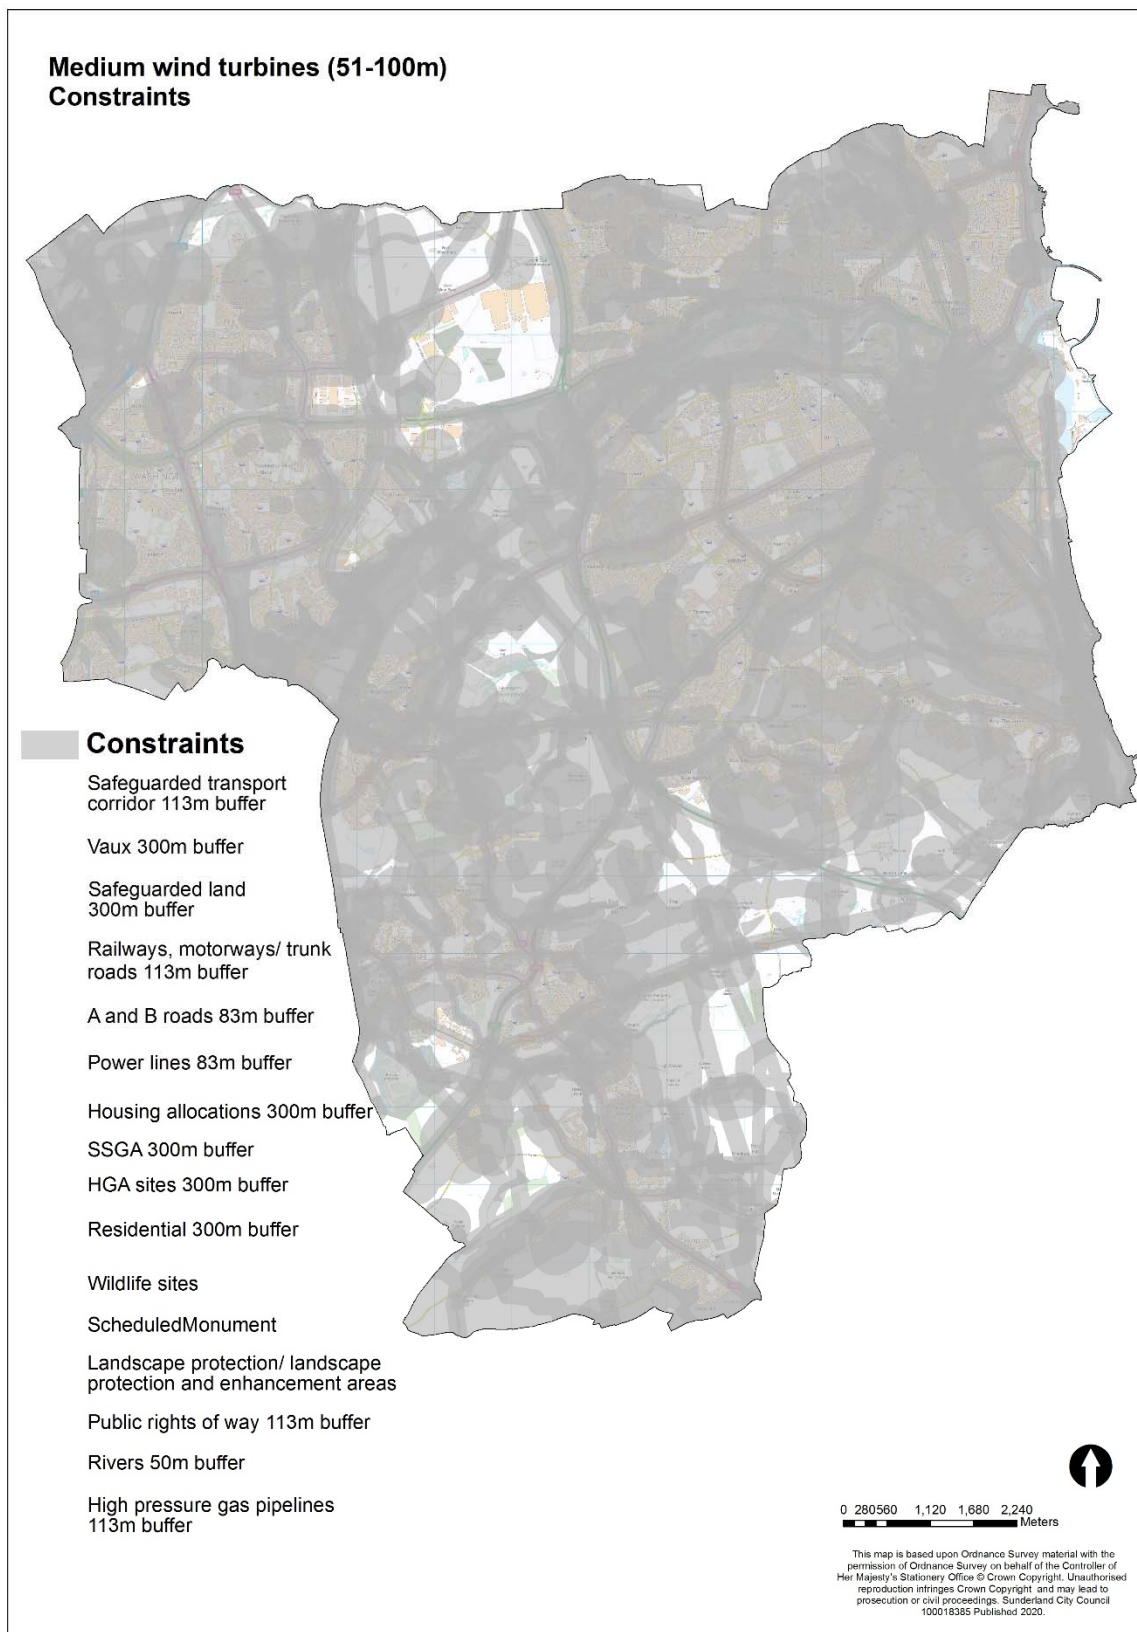 Medium wind turbines (51-100m)
Constraints
Constraints
Safeguarded transport
corridor 113m buffer
Vaux 300m buffer
Safeguarded land
300m buffer
Railways, motorways/ trunk
roads 113m buffer
A and B roads 83m buffer
Power lines 83m buffer
Housing allocations 300m buffer
SSGA 300m buffer
HGA sites 300m buffer
Residential 300m buffer
Wildlife sites
ScheduledMonument
Landscape protection/ landscape
protection and enhancement areas
Public rights of way 113m buffer
Rivers 50m buffer
High pressure gas pipelines
113m buffer
0 280560 1,120 1,680 2,240
Meters
This map is based upon Ordnance Survey material with the
permission of Ordnance Survey on behalf of the Controller of
Her Majesty's Stationery Office © Crown Copyright. Unauthorised
reproduction infringes Crown Copyright and may lead to
prosecution or civil proceedings. Sunderland City Council
100018385 Published 2020.